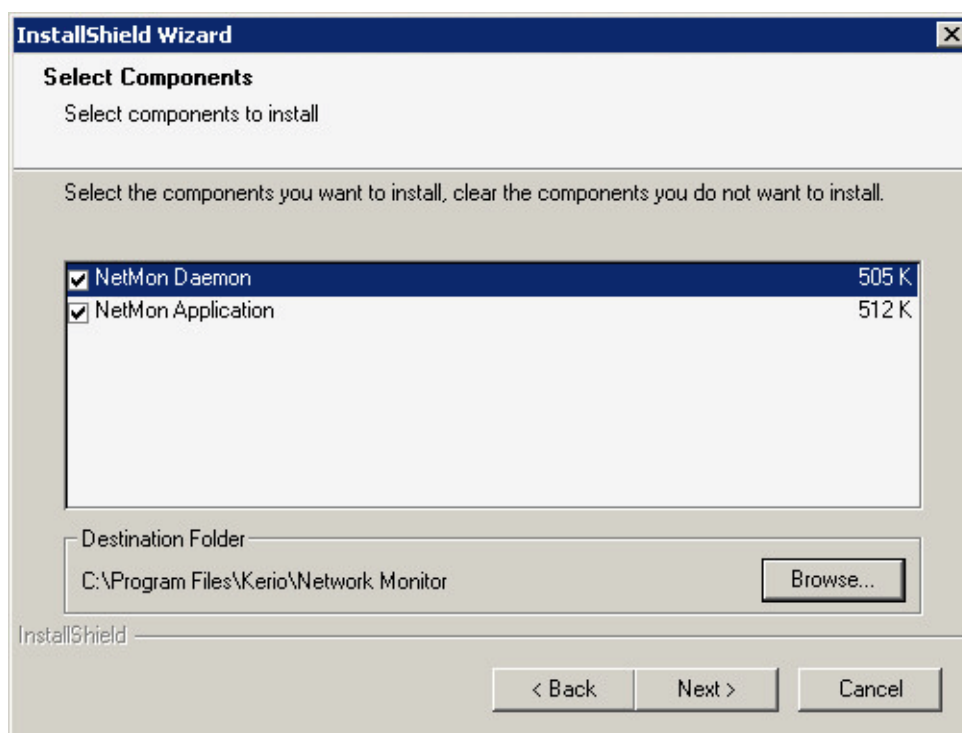 InstallShield Wizard
Select Components
Select components to install
Select the components you want to install, clear the components you do not want to install.
NetMon Daemon 505 K
NetMon Application 512 K
Destination Folder
C:\Program Files\Kerio\Network Monitor
Browse...
InstallShield
< Back Next > Cancel